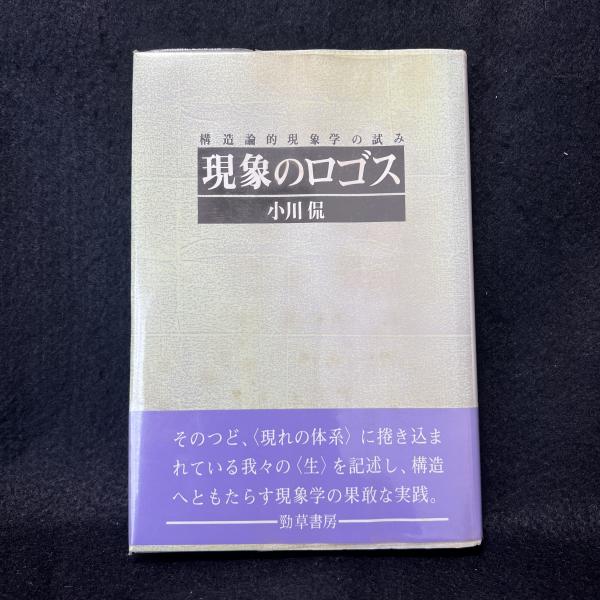 構造論的現象学の試み
現象のロゴス
小川侃
そのつど、〈現れの体系〉に捲き込ま
れている我々の〈生〉を記述し、構造
へともたらす現象学の果敢な実践。
勁草書房